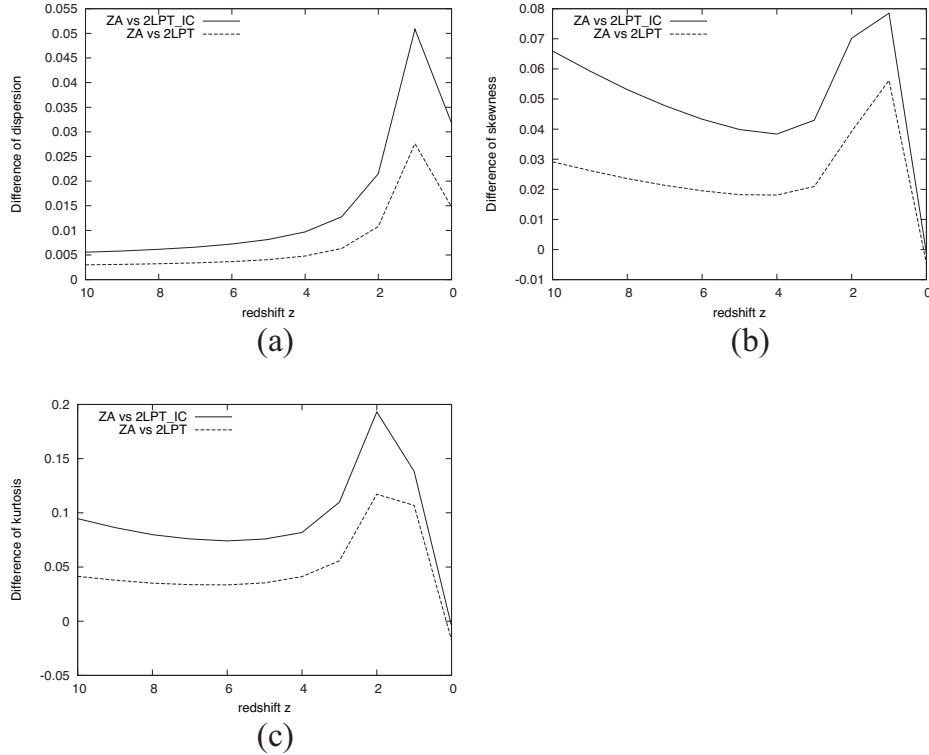 ZA vs 2LPT_IC
ZA vs 2LPT
0.055
0.05
0.045
0.04
0.035
0.03
0.025
0.02
0.015
0.01
0.005
0
Difference of dispersion
10 8 6 4 2 0
redshift z
(a)
ZA vs 2LPT_IC
ZA vs 2LPT
0.08
0.07
0.06
0.05
0.04
0.03
0.02
0.01
0
-0.01
Difference of skewness
10 8 6 4 2 0
redshift z
(b)
ZA vs 2LPT_IC
ZA vs 2LPT
0.2
0.15
0.1
0.05
0
-0.05
Difference of kurtosis
10 8 6 4 2 0
redshift z
(c)